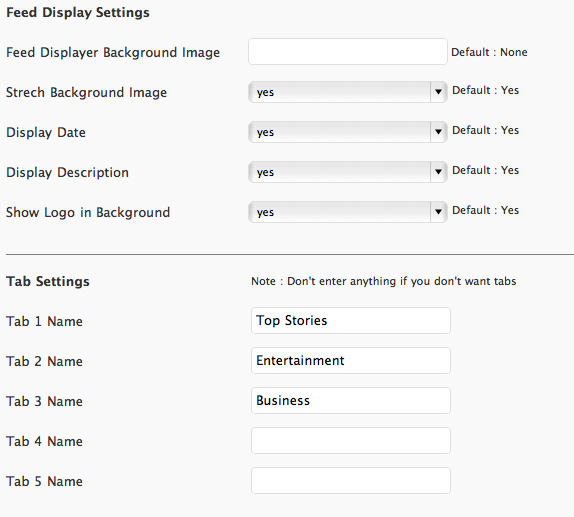 Feed Display Settings
Feed Displayer Background Image Default : None
Strech Background Image yes Default : Yes
Display Date yes Default : Yes
Display Description yes Default : Yes
Show Logo in Background yes Default : Yes
Tab Settings Note : Don't enter anything if you don't want tabs
Tab 1 Name Top Stories
Tab 2 Name Entertainment
Tab 3 Name Business
Tab 4 Name
Tab 5 Name